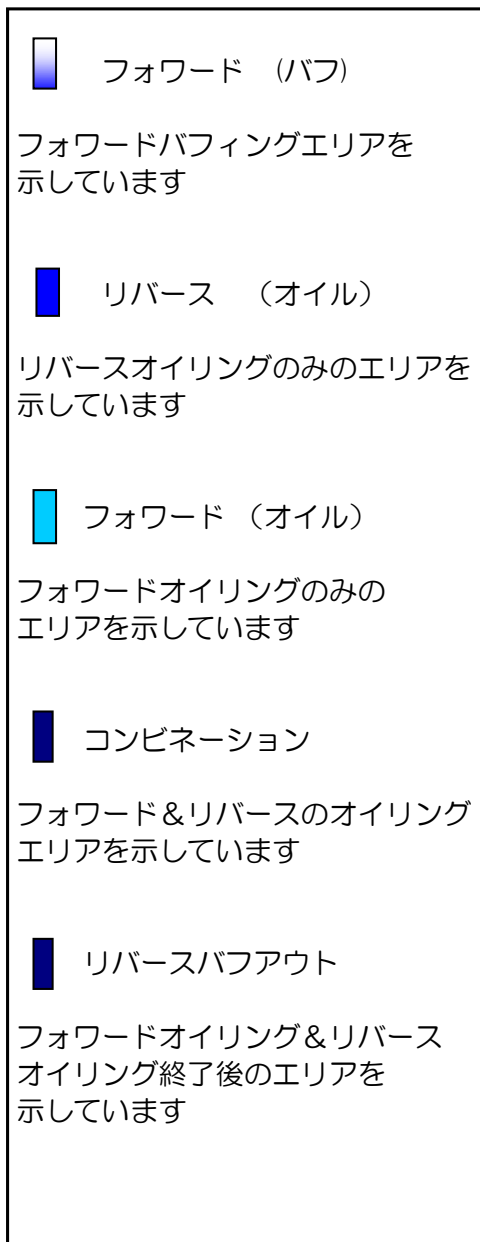 フォワード (バフ)
フォワードバフィングエリアを
示しています
リバース （オイル）
リバースオイリングのみのエリアを
示しています
フォワード （オイル）
フォワードオイリングのみの
エリアを示しています
コンビネーション
フォワード＆リバースのオイリング
エリアを示しています
リバースバフアウト
フォワードオイリング＆リバース
オイリング終了後のエリアを
示しています